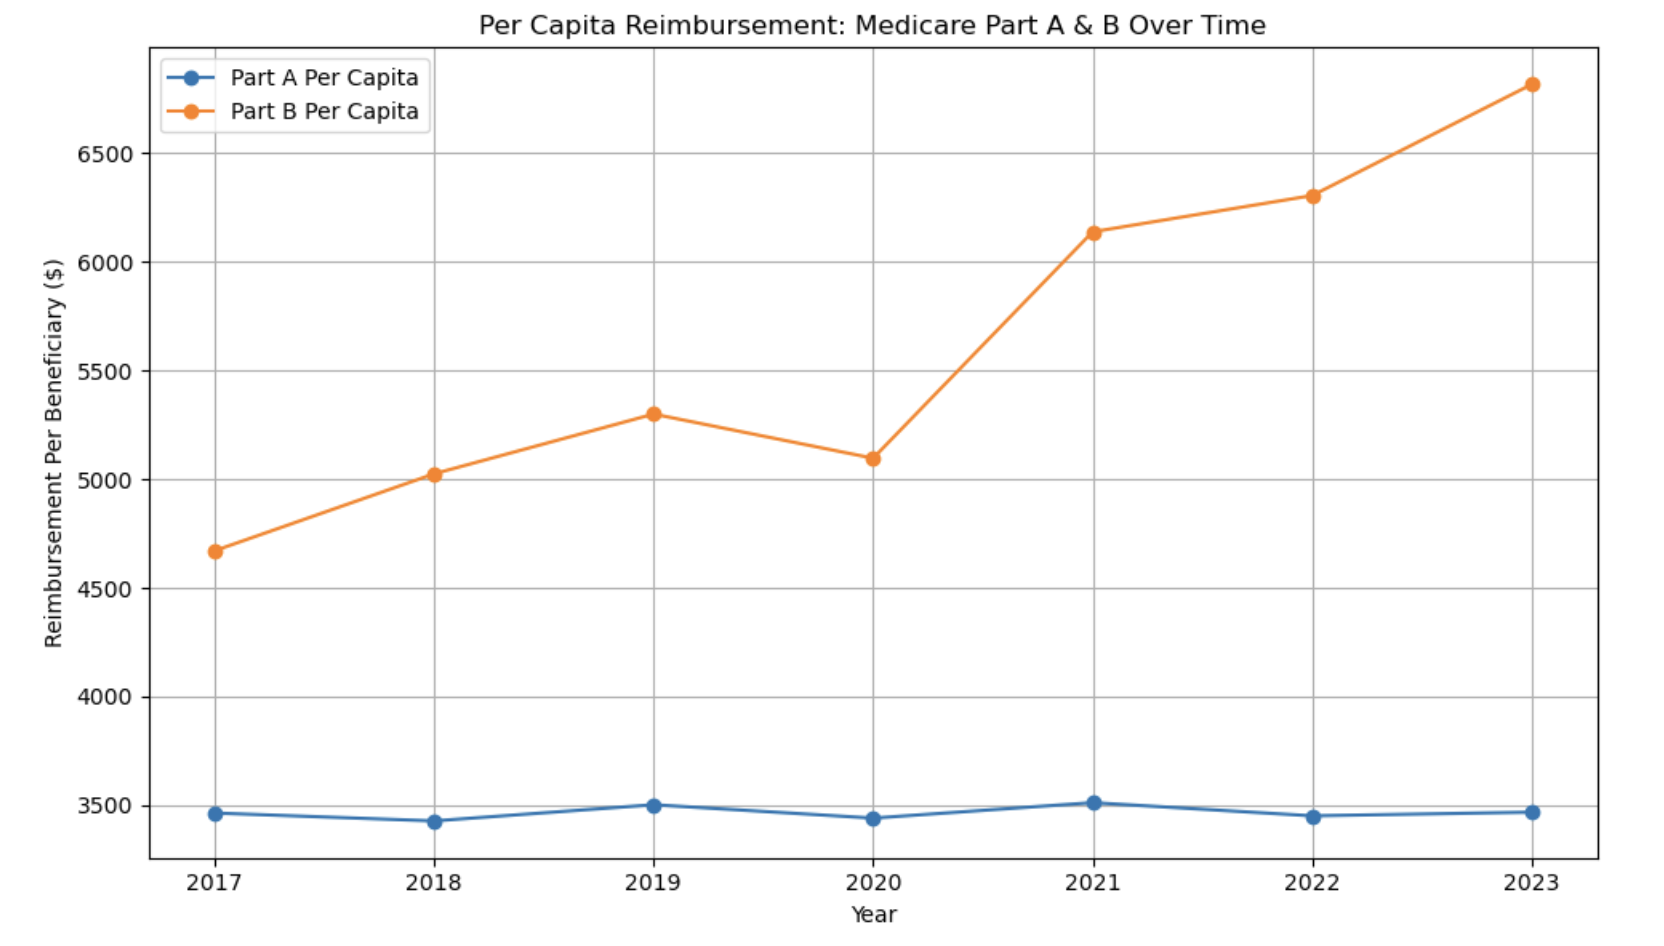 Per Capita Reimbursement: Medicare Part A & B Over Time
Part A Per Capita
Part B Per Capita
Reimbursement Per Beneficiary ($)
6500
6000
5500
5000
4500
4000
3500
2017 2018 2019 2020 2021 2022 2023
Year